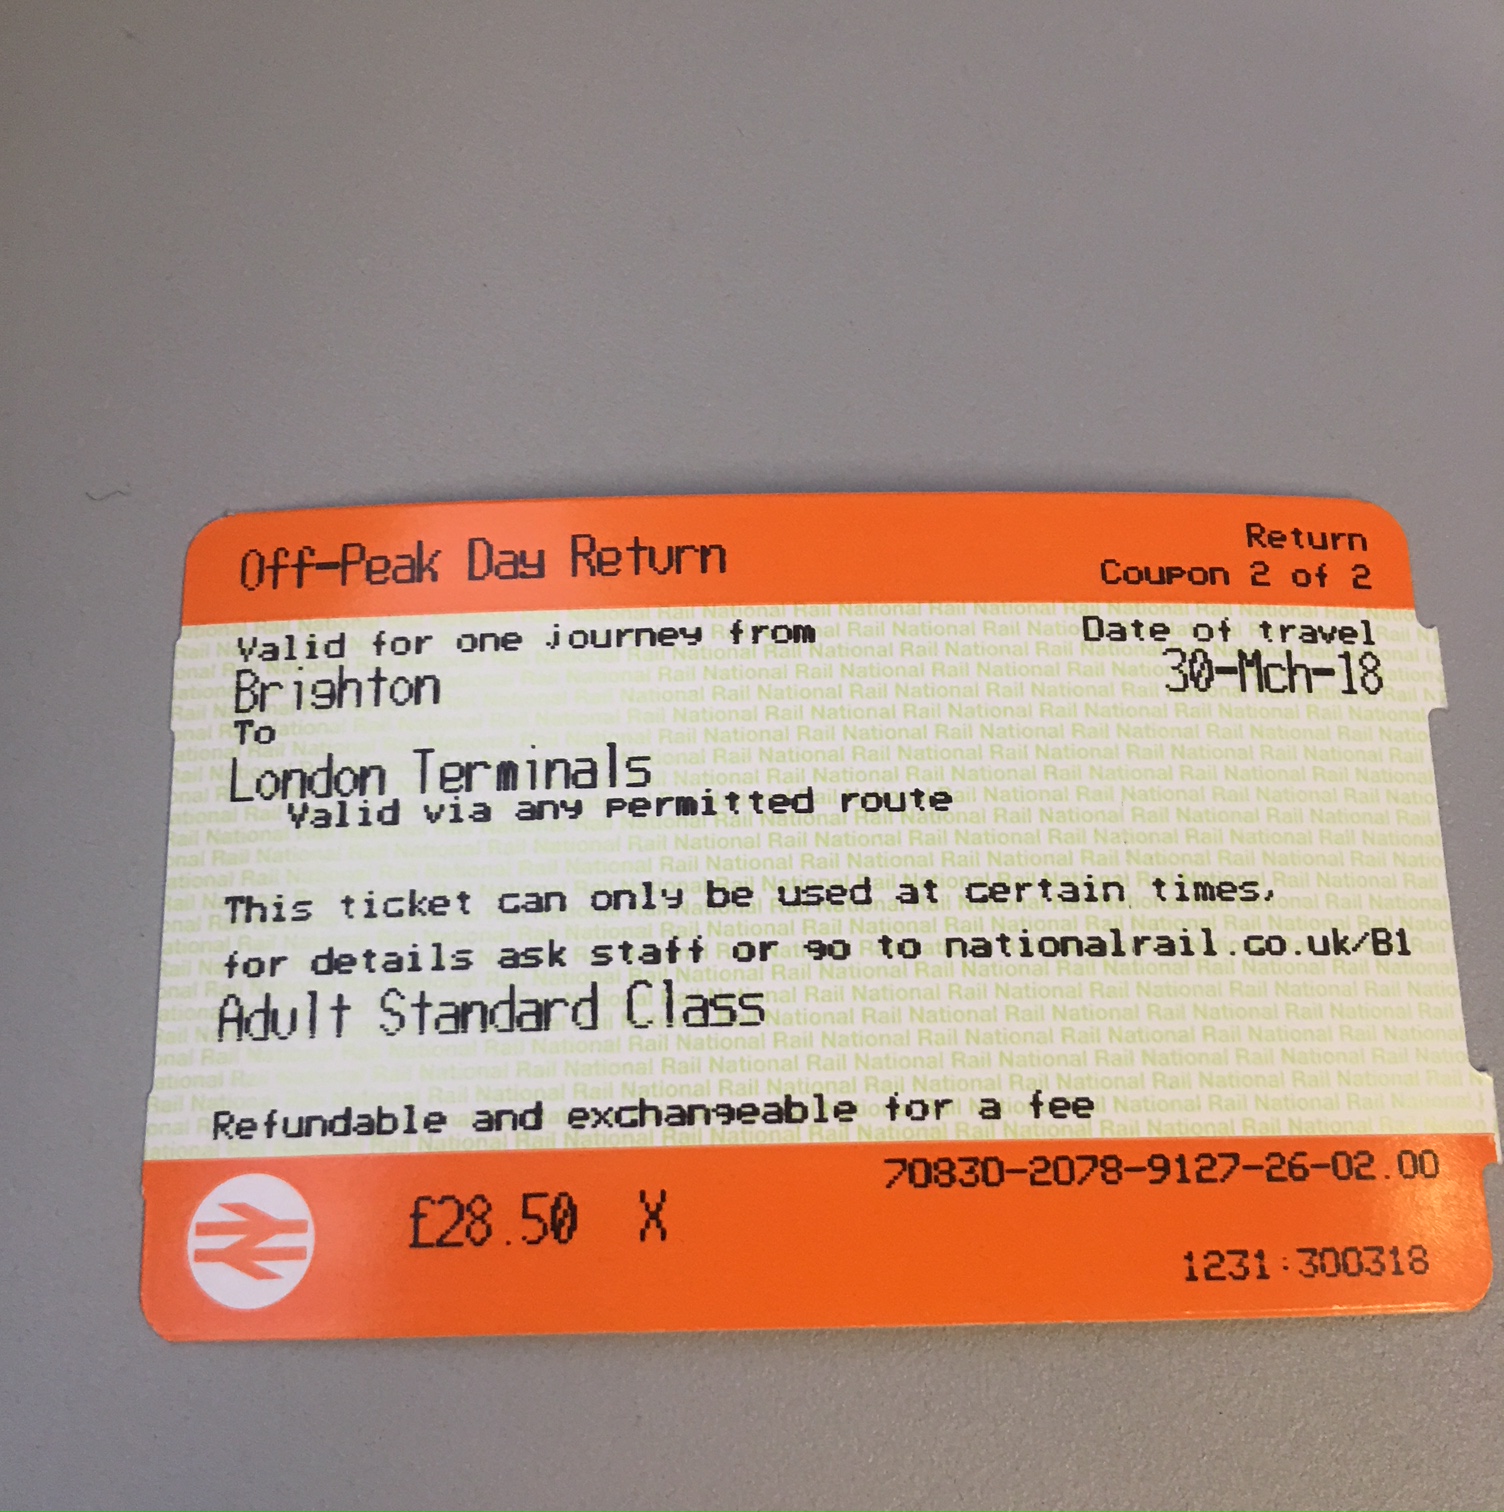 Off-Peak Day Return
Return
Coupon 2 of 2
Valid for one journey from
Date of travel
Brighton
30-Mch-18
To
London Terminals
Valid via any permitted route
This ticket can only be used at certain times,
for details ask staff or go to nationalrail.co.uk/B1
Adult Standard Class
Refundable and exchangeable for a fee
70830-2078-9127-26-02.00
£28.50 X
1231:300318